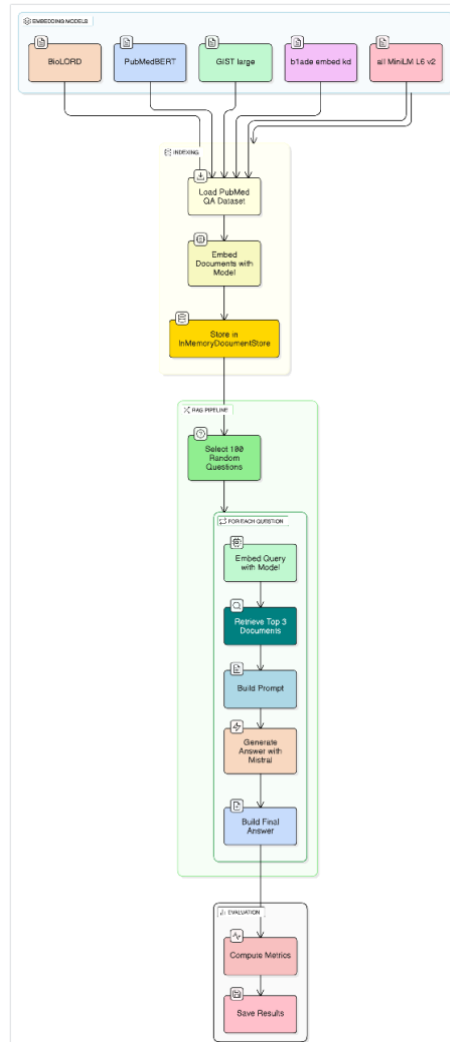 EMBEDDING MODELS
BioLORD
PubMedBERT
GIST large
b1ade embed kd
all MiniLM L6 v2
INDEXING
Load PubMed
QA Dataset
Embed
Documents with
Model
Store in
InMemoryDocumentStore
RAG PIPELINE
Select 100
Random
Questions
FOR EACH QUESTION
Embed Query
with Model
Retrieve Top 3
Documents
Build Prompt
Generate
Answer with
Mistral
Build Final
Answer
EVALUATION
Compute Metrics
Save Results